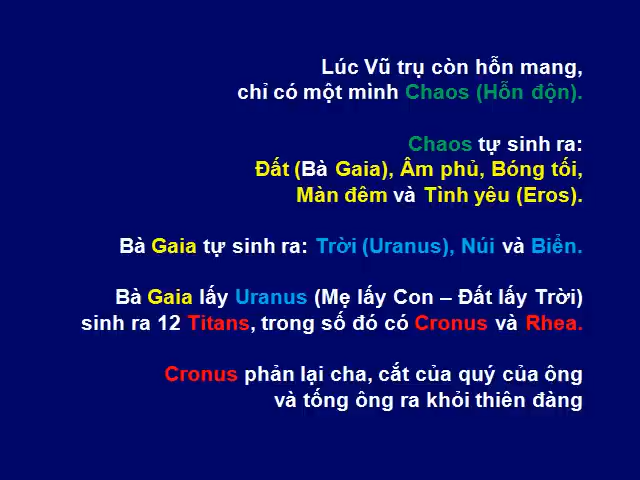 Lúc Vũ trụ còn hỗn mang,
chỉ có một mình Chaos (Hỗn độn).
Chaos tự sinh ra:
Đất (Bà Gaia), Âm phủ, Bóng tối,
Màn đêm và Tình yêu (Eros).
Bà Gaia tự sinh ra: Trời (Uranus), Núi và Biển.
Bà Gaia lấy Uranus (Mẹ lấy Con – Đất lấy Trời)
sinh ra 12 Titans, trong số đó có Cronus và Rhea.
Cronus phản lại cha, cắt của quý của ông
và tống ông ra khỏi thiên đàng